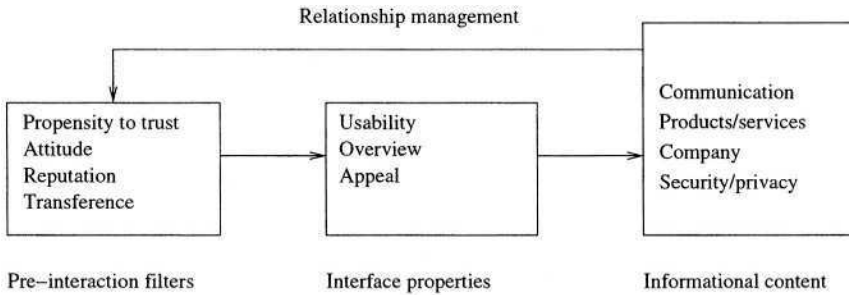 Relationship management
Propensity to trust
Attitude
Reputation
Transference
Usability
Overview
Appeal
Communication
Products/services
Company
Security/privacy
Pre-interaction filters
Interface properties
Informational content